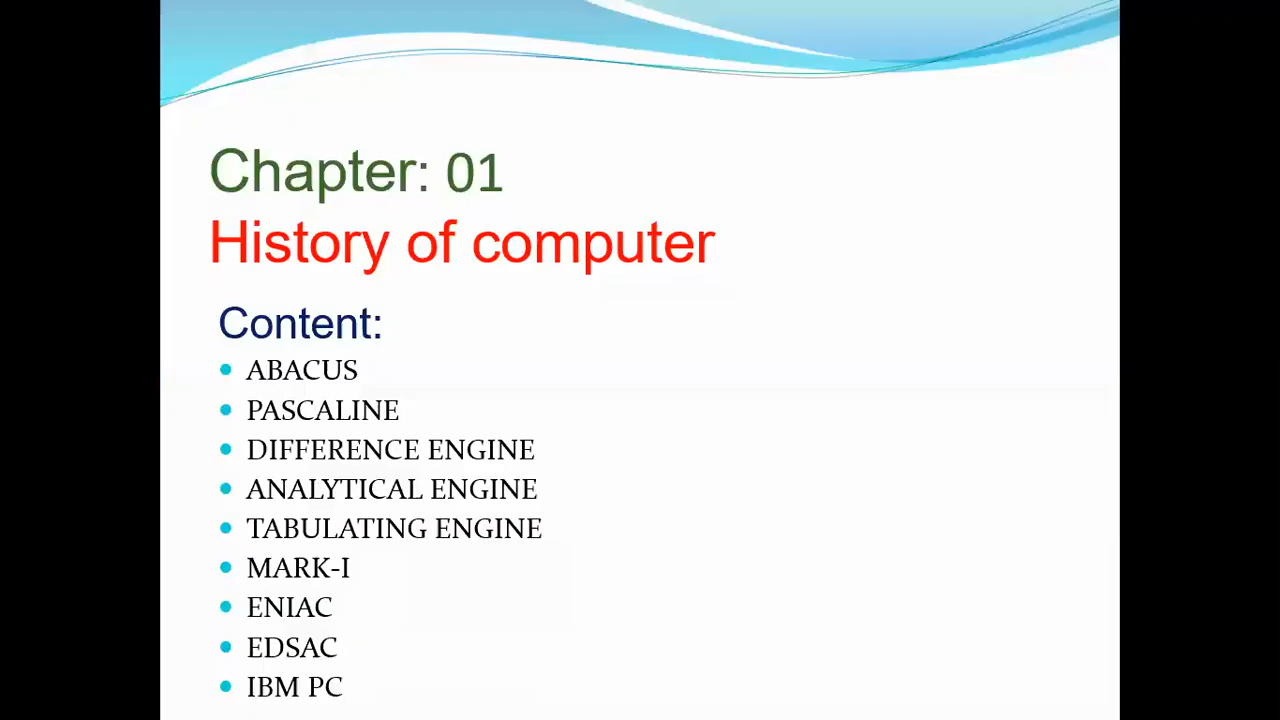 Chapter: 01
History of computer
Content:
• ABACUS
• PASCALINE
• DIFFERENCE ENGINE
• ANALYTICAL ENGINE
• TABULATING ENGINE
• MARK-I
• ENIAC
• EDSAC
• IBM PC